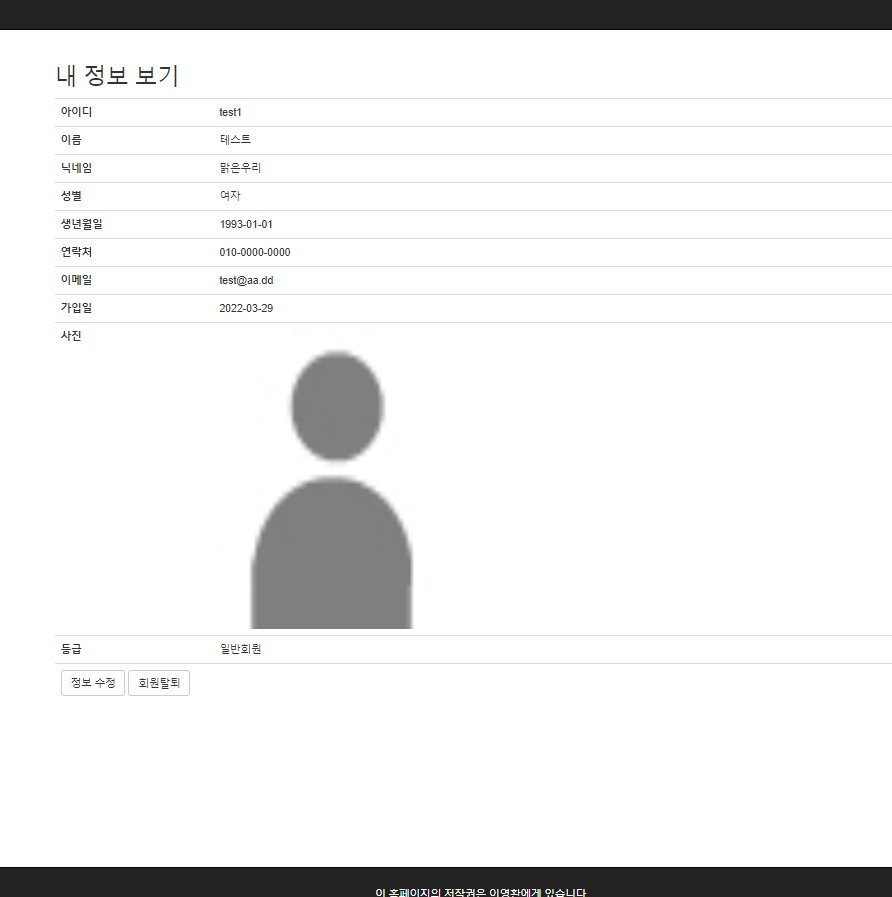 내 정보 보기
아이디 test1
이름 테스트
닉네임 맑은우리
성별 여자
생년월일 1993-01-01
연락처 010-0000-0000
이메일 test@aa.dd
가입일 2022-03-29
사진
등급 일반회원
정보 수정 회원탈퇴
이 홈페이지의 저작권은 이영환에게 있습니다